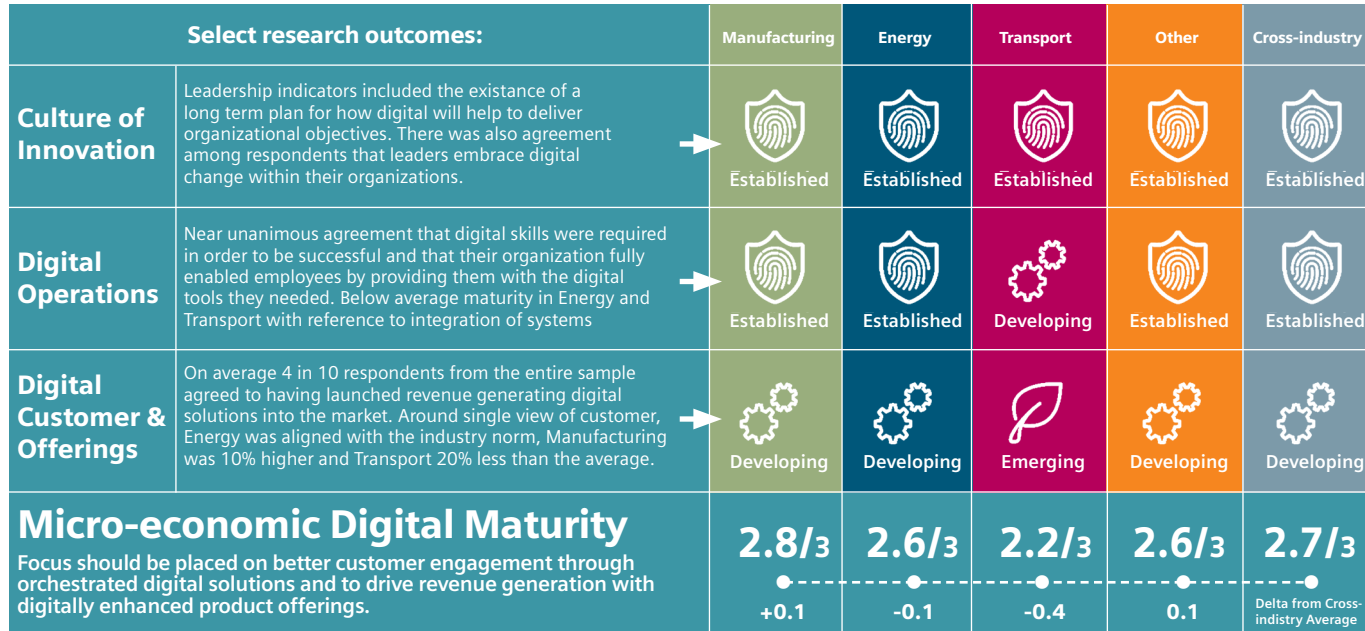 Select research outcomes:
Manufacturing
Energy
Transport
Other
Cross-industry
Culture of
Innovation
Leadership indicators included the existance of a
long term plan for how digital will help to deliver
organizational objectives. There was also agreement
among respondents that leaders embrace digital
change within their organizations.
Established
Established
Established
Established
Established
Digital
Operations
Near unanimous agreement that digital skills were required
in order to be successful and that their organization fully
enabled employees by providing them with the digital
tools they needed. Below average maturity in Energy and
Transport with reference to integration of systems
Established
Established
Developing
Established
Established
Digital
Customer &
Offerings
On average 4 in 10 respondents from the entire sample
agreed to having launched revenue generating digital
solutions into the market. Around single view of customer,
Energy was aligned with the industry norm, Manufacturing
was 10% higher and Transport 20% less than the average.
Developing
Developing
Emerging
Developing
Developing
Micro-economic Digital Maturity
Focus should be placed on better customer engagement through
orchestrated digital solutions and to drive revenue generation with
digitally enhanced product offerings.
2.8/3
2.6/3
2.2/3
2.6/3
2.7/3
+0.1
-0.1
-0.4
0.1
Delta from Cross-
indistry Average